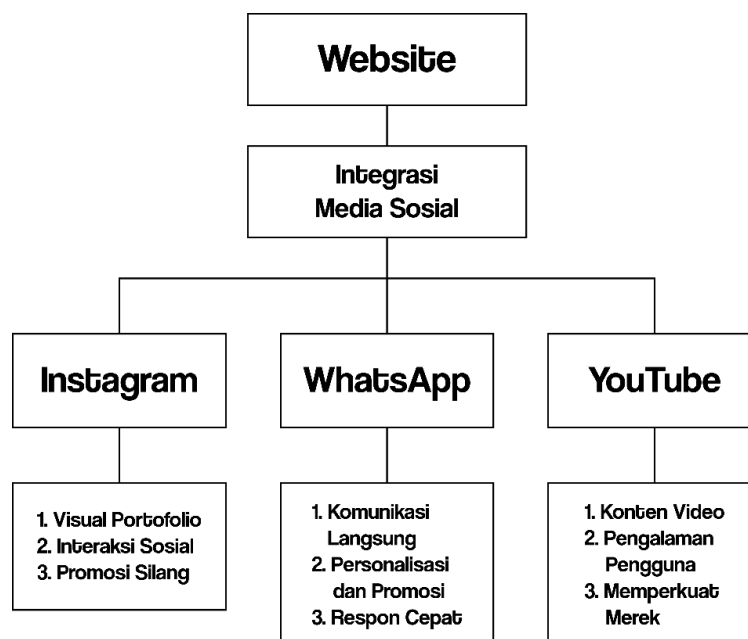 Website
Integrasi
Media Sosial
Instagram
WhatsApp
YouTube
1. Visual Portofolio
2. Interaksi Sosial
3. Promosi Silang
1. Komunikasi
Langsung
2. Personalisasi
dan Promosi
3. Respon Cepat
1. Konten Video
2. Pengalaman
Pengguna
3. Memperkuat
Merek